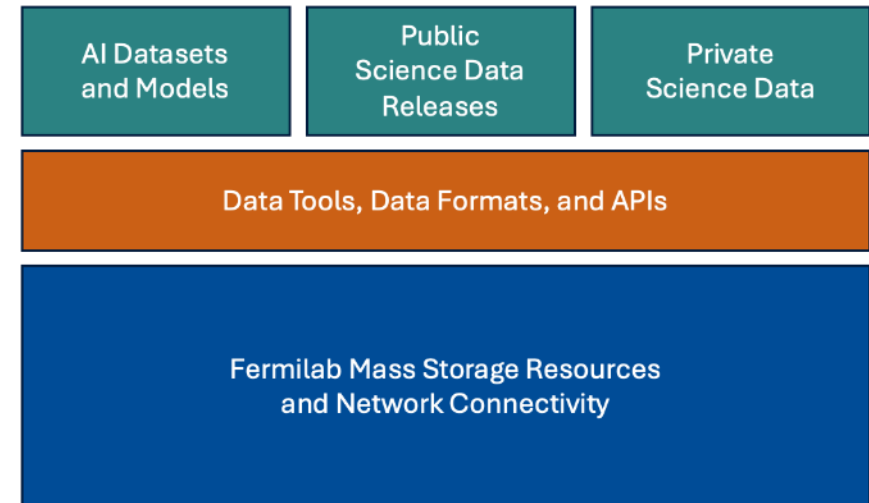 AI Datasets
and Models
Public
Science Data
Releases
Private
Science Data
Data Tools, Data Formats, and APIs
Fermilab Mass Storage Resources
and Network Connectivity